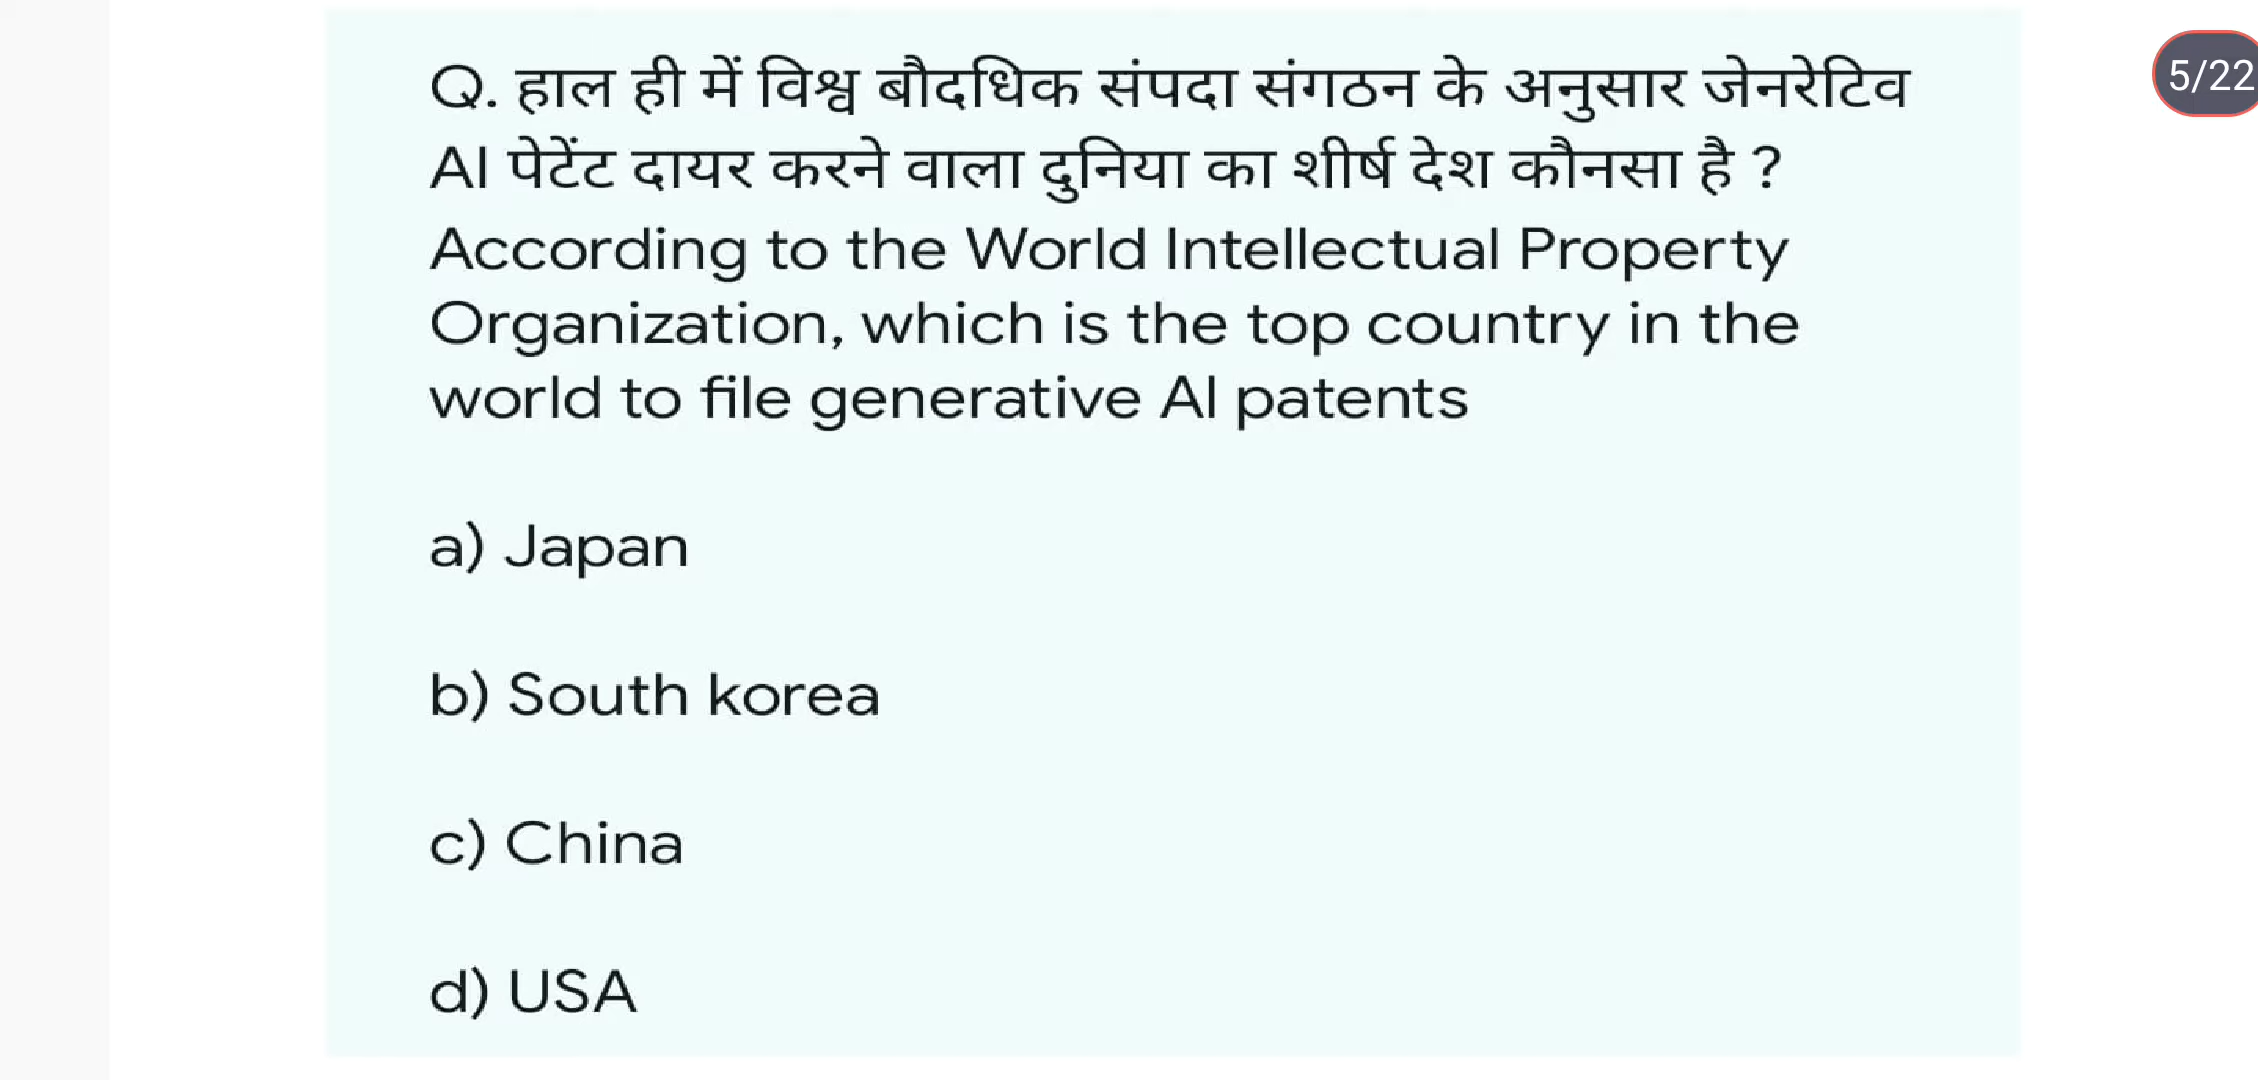 Q. हाल ही में विश्व बौदधिक संपदा संगठन के अनुसार जेनरेटिव
AI पेटेंट दायर करने वाला दुनिया का शीर्ष देश कौनसा है ?
According to the World Intellectual Property
Organization, which is the top country in the
world to file generative AI patents
a) Japan
b) South korea
c) China
d) USA
5/22